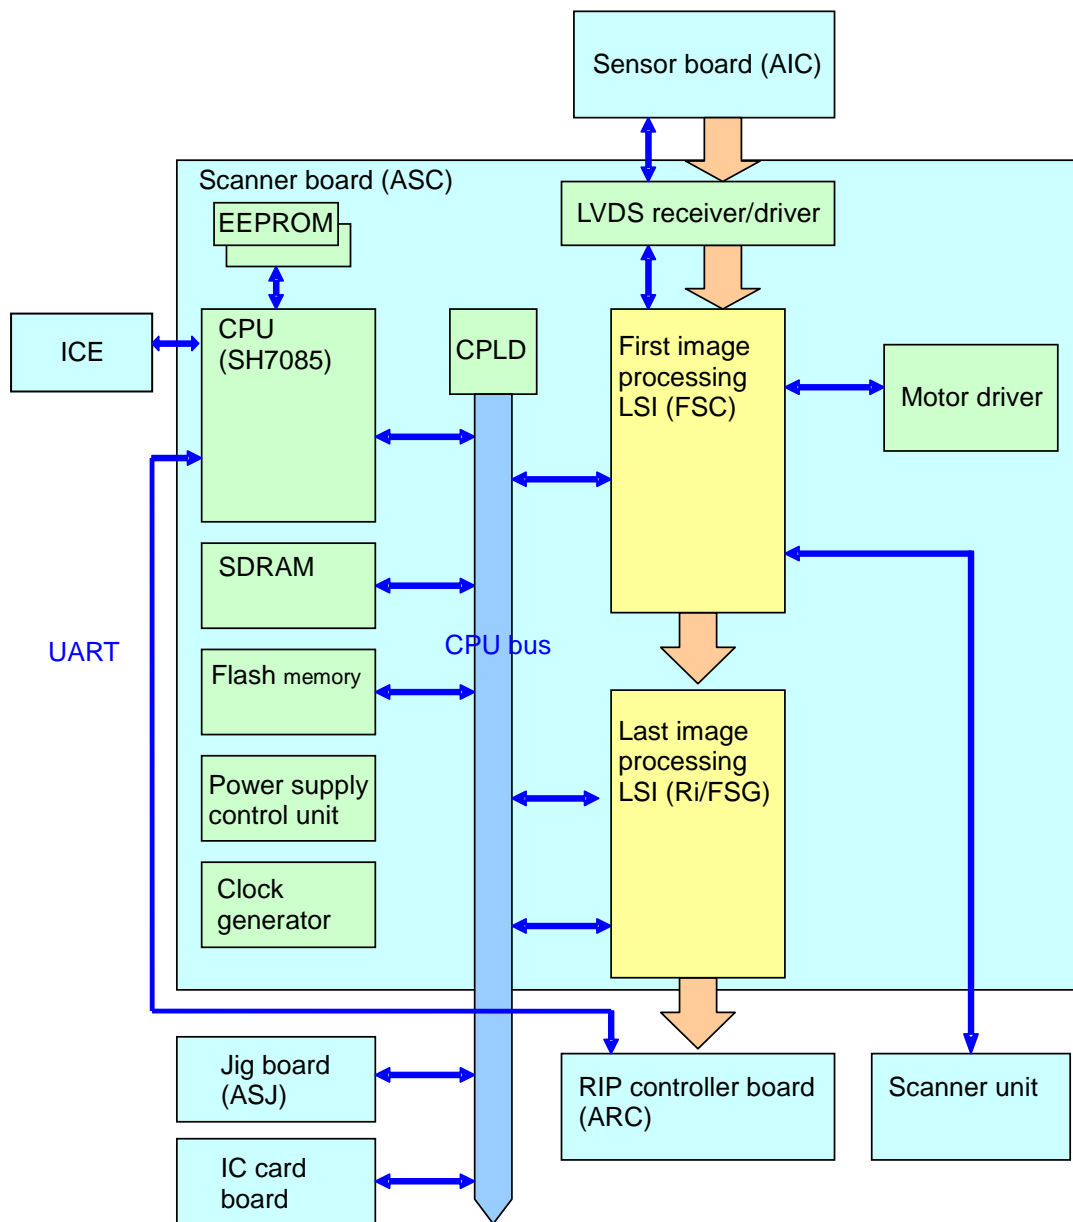 Sensor board (AIC)
Scanner board (ASC)
LVDS receiver/driver
EEPROM
ICE
CPU
(SH7085)
CPLD
First image
processing
LSI (FSC)
Motor driver
SDRAM
UART
CPU bus
Flash memory
Last image
processing
LSI (Ri/FSG)
Power supply
control unit
Clock
generator
Jig board
(ASJ)
RIP controller board
(ARC)
Scanner unit
IC card
board